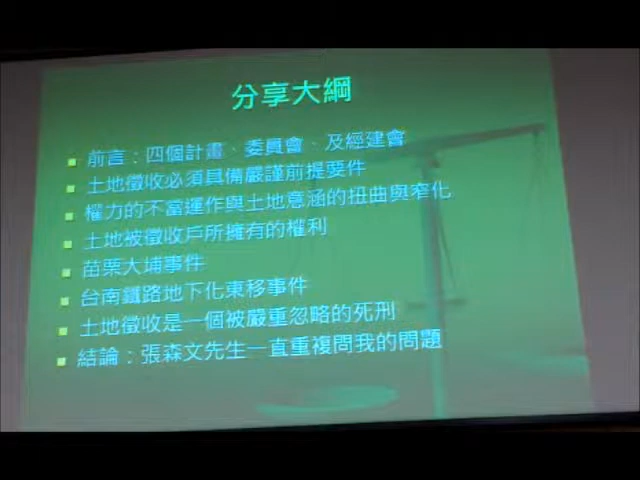 分享大綱
前言：四個計畫、委員會、及經建會
土地徵收必須具備嚴謹前提要件
權力的不當運作與土地意涵的扭曲與窄化
土地被徵收戶所擁有的權利
苗栗大埔事件
台南鐵路地下化東移事件
土地徵收是一個被嚴重忽略的死刑
結論：張森文先生一直重複問我的問題